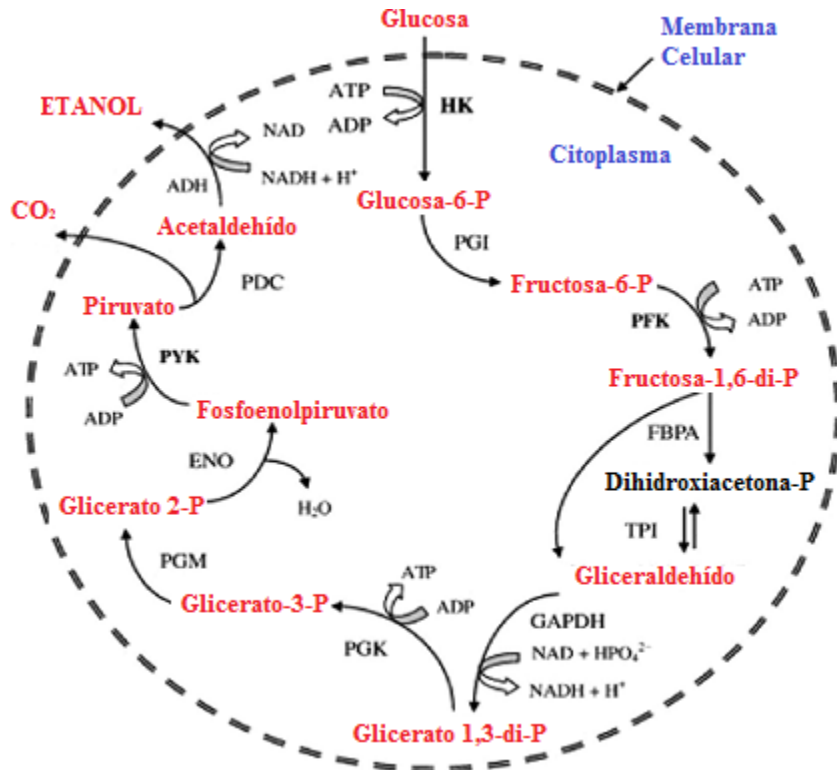 Glucosa
Membrana
Celular
ETANOL
ATP
ADP
HK
NAD
NADH + H⁺
ADH
Citoplasma
CO₂
Acetaldehído
Glucosa-6-P
PGI
PDC
Piruvato
Fructosa-6-P
ATP
ADP
PFK
PYK
ATP
ADP
Fructosa-1,6-di-P
Fosfoenolpiruvato
FBPA
ENO
Dihidroxiacetona-P
Glicerato 2-P
H₂O
TPI
PGM
Gliceraldehído
ATP
ADP
Glicerato-3-P
GAPDH
PGK
NAD + HPO₄²⁻
NADH + H⁺
Glicerato 1,3-di-P